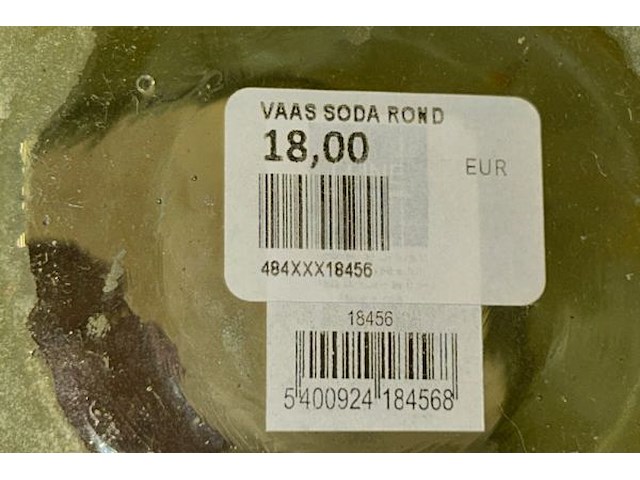 VAAS SODA ROND
18,00
EUR
484XXX18456
18456
5 400924 184568